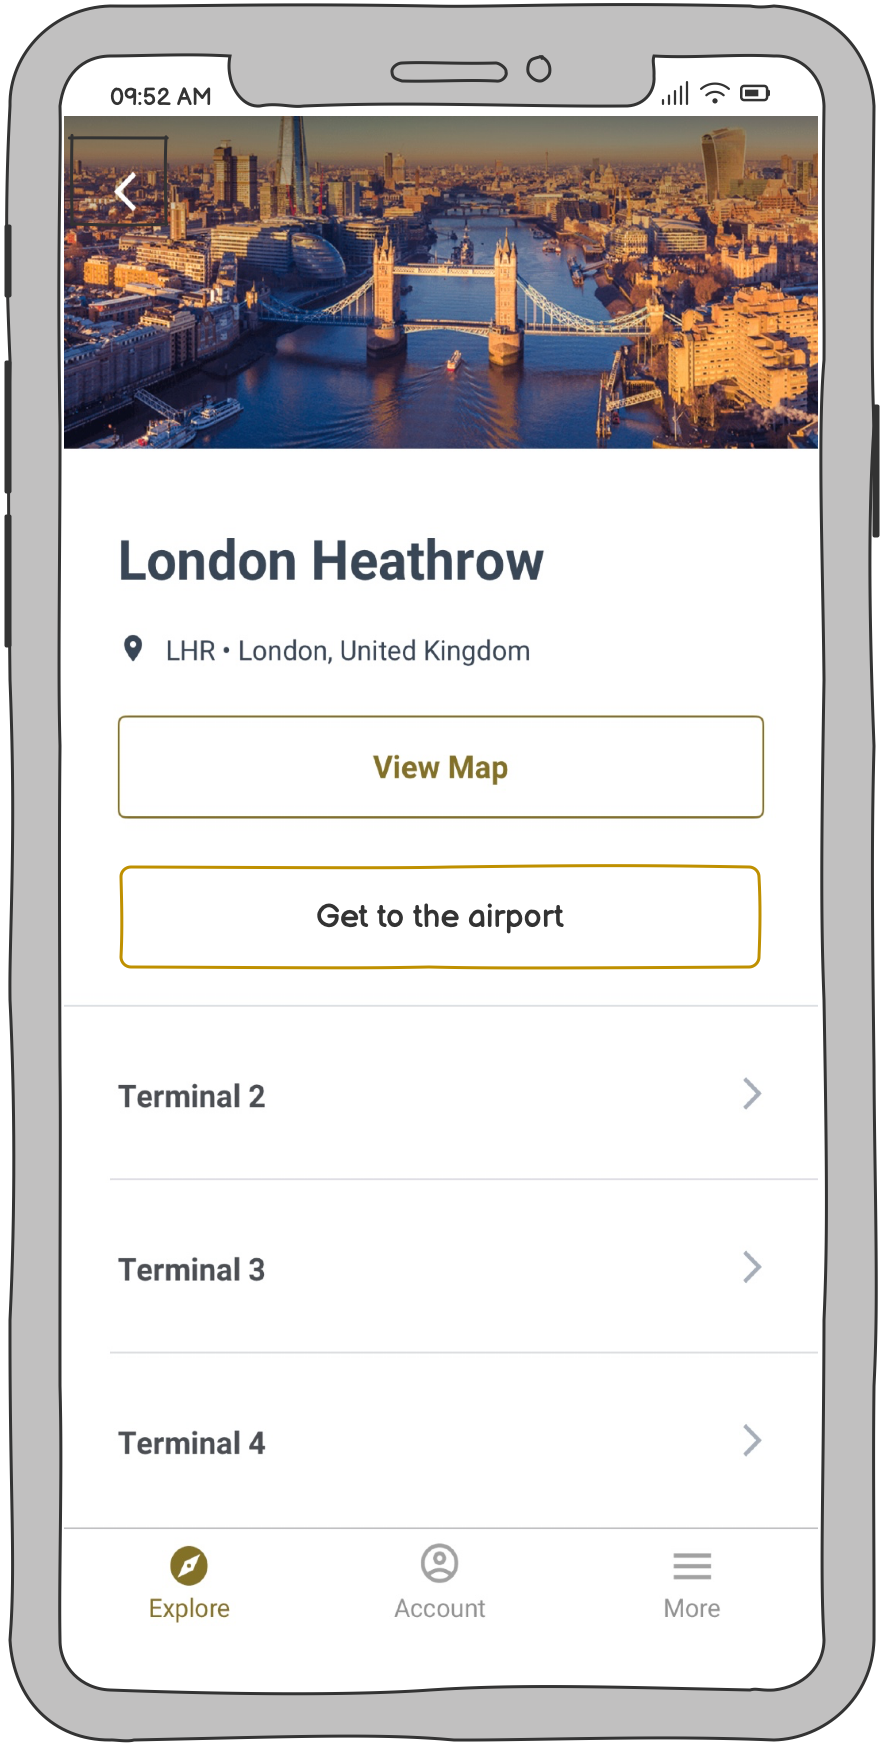 09:52 AM
London Heathrow
LHR • London, United Kingdom
View Map
Get to the airport
Terminal 2
Terminal 3
Terminal 4
Explore Account More